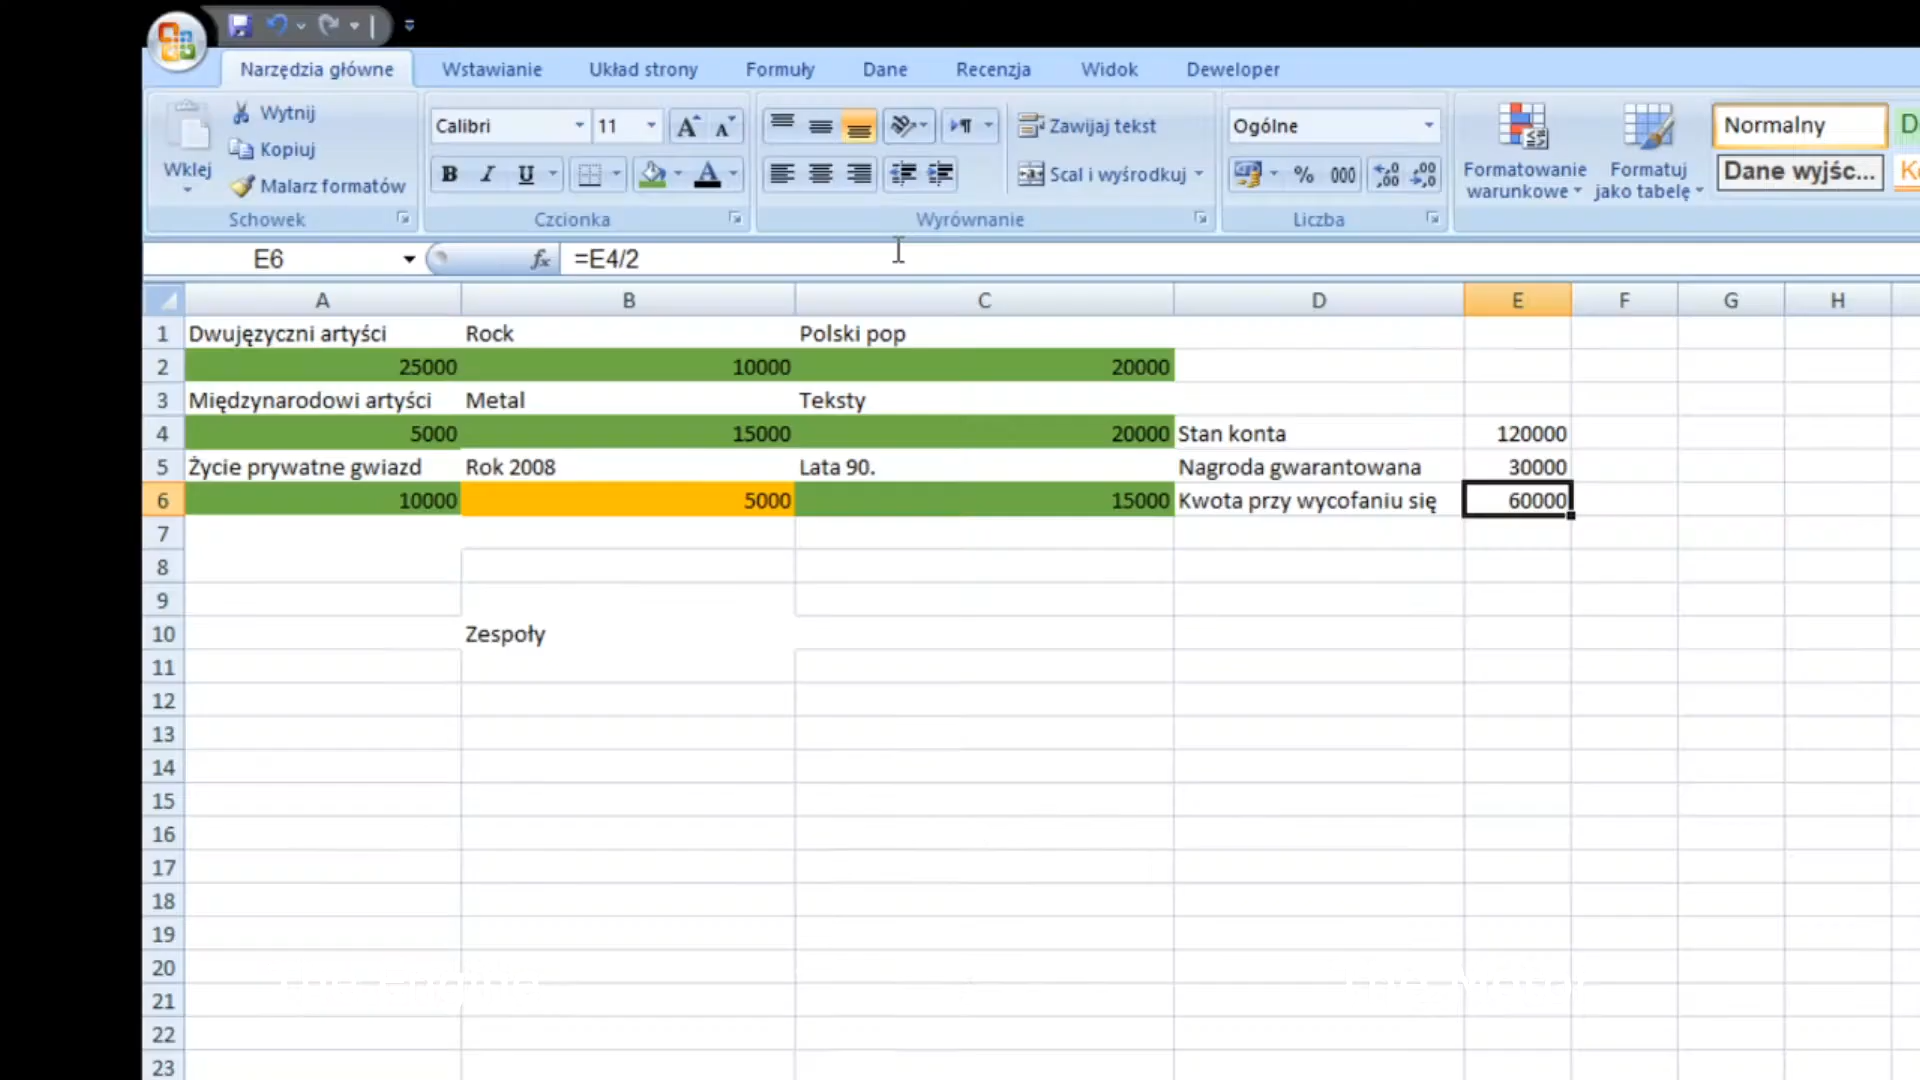 Narzędzia główne Wstawianie Układ strony Formuły Dane Recenzja Widok Deweloper
Wklej
Wytnij
Kopiuj
Malarz formatów
Schowek
Calibri 11
B I U
Czcionka
Zawijaj tekst
Scal i wyśrodkuj
Wyrównanie
Ogólne
% 000
Liczba
Formatowanie warunkowe
Formatuj jako tabelę
Normalny
Dane wyjśc...
E6 fx =E4/2
A B C D E F G H
1 Dwujęzyczni artyści Rock Polski pop
2 25000 10000 20000
3 Międzynarodowi artyści Metal Teksty
4 5000 15000 20000 Stan konta 120000
5 Życie prywatne gwiazd Rok 2008 Lata 90. Nagroda gwarantowana 30000
6 10000 5000 15000 Kwota przy wycofaniu się 60000
7
8
9
10 Zespoły
11
12
13
14
15
16
17
18
19
20
21
22
23